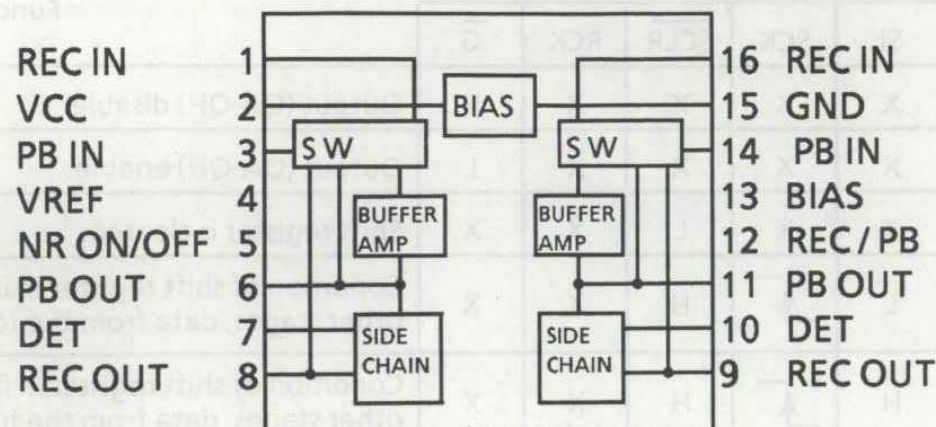 REC IN 1
VCC 2
PB IN 3
VREF 4
NR ON/OFF 5
PB OUT 6
DET 7
REC OUT 8
BIAS
SW
BUFFER
AMP
SIDE
CHAIN
SW
BUFFER
AMP
SIDE
CHAIN
16 REC IN
15 GND
14 PB IN
13 BIAS
12 REC / PB
11 PB OUT
10 DET
9 REC OUT